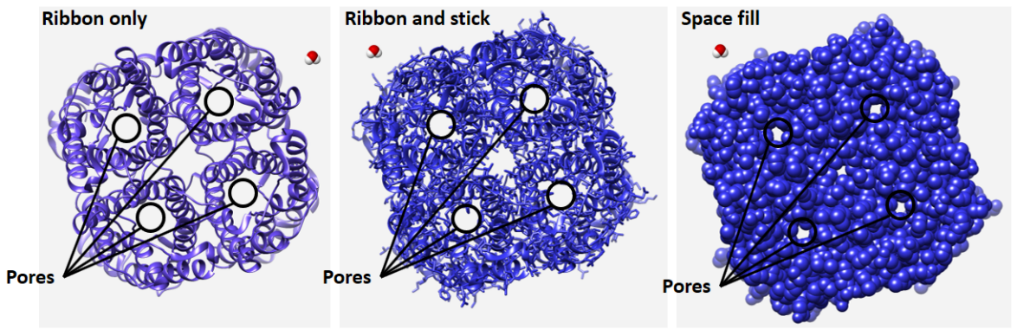 Ribbon only
Ribbon and stick
Space fill
Pores
Pores
Pores